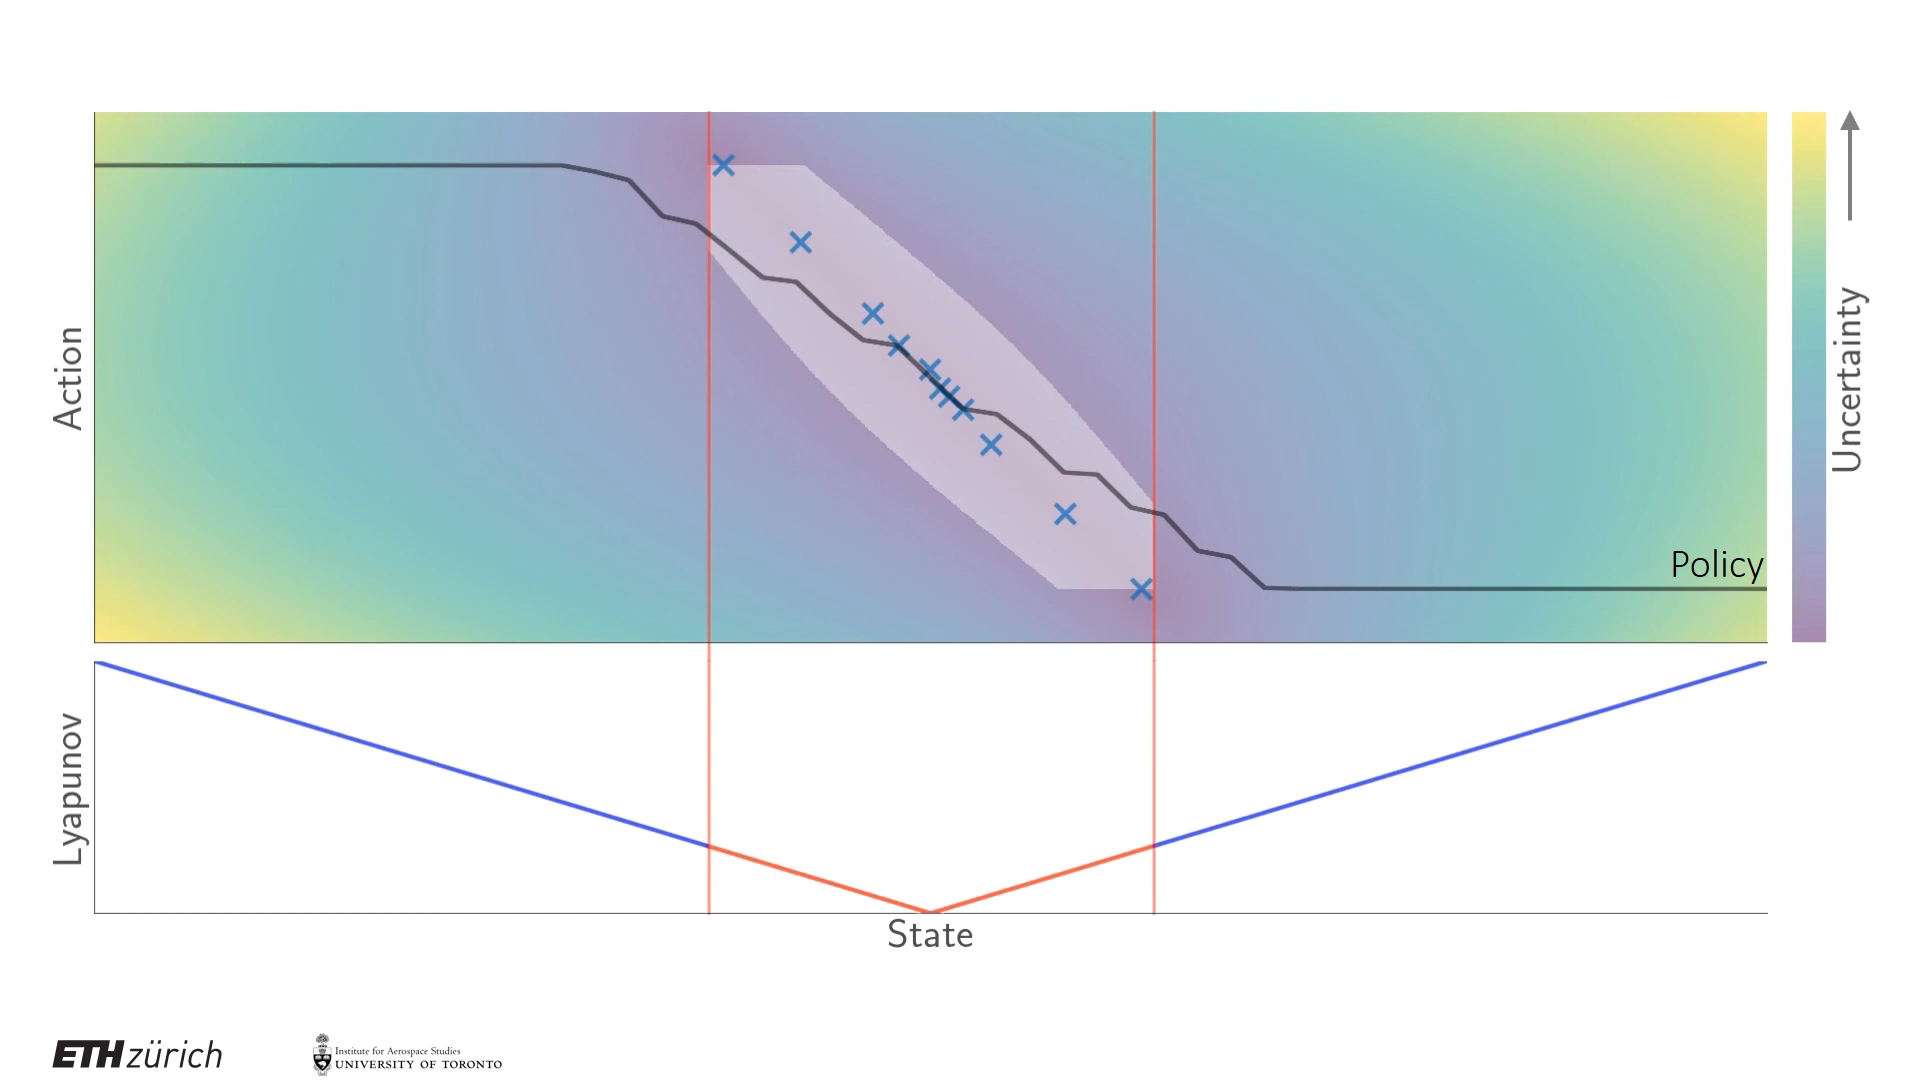 Action
Policy
Uncertainty
Lyapunov
State
ETH zürich
Institute for Aerospace Studies
UNIVERSITY OF TORONTO